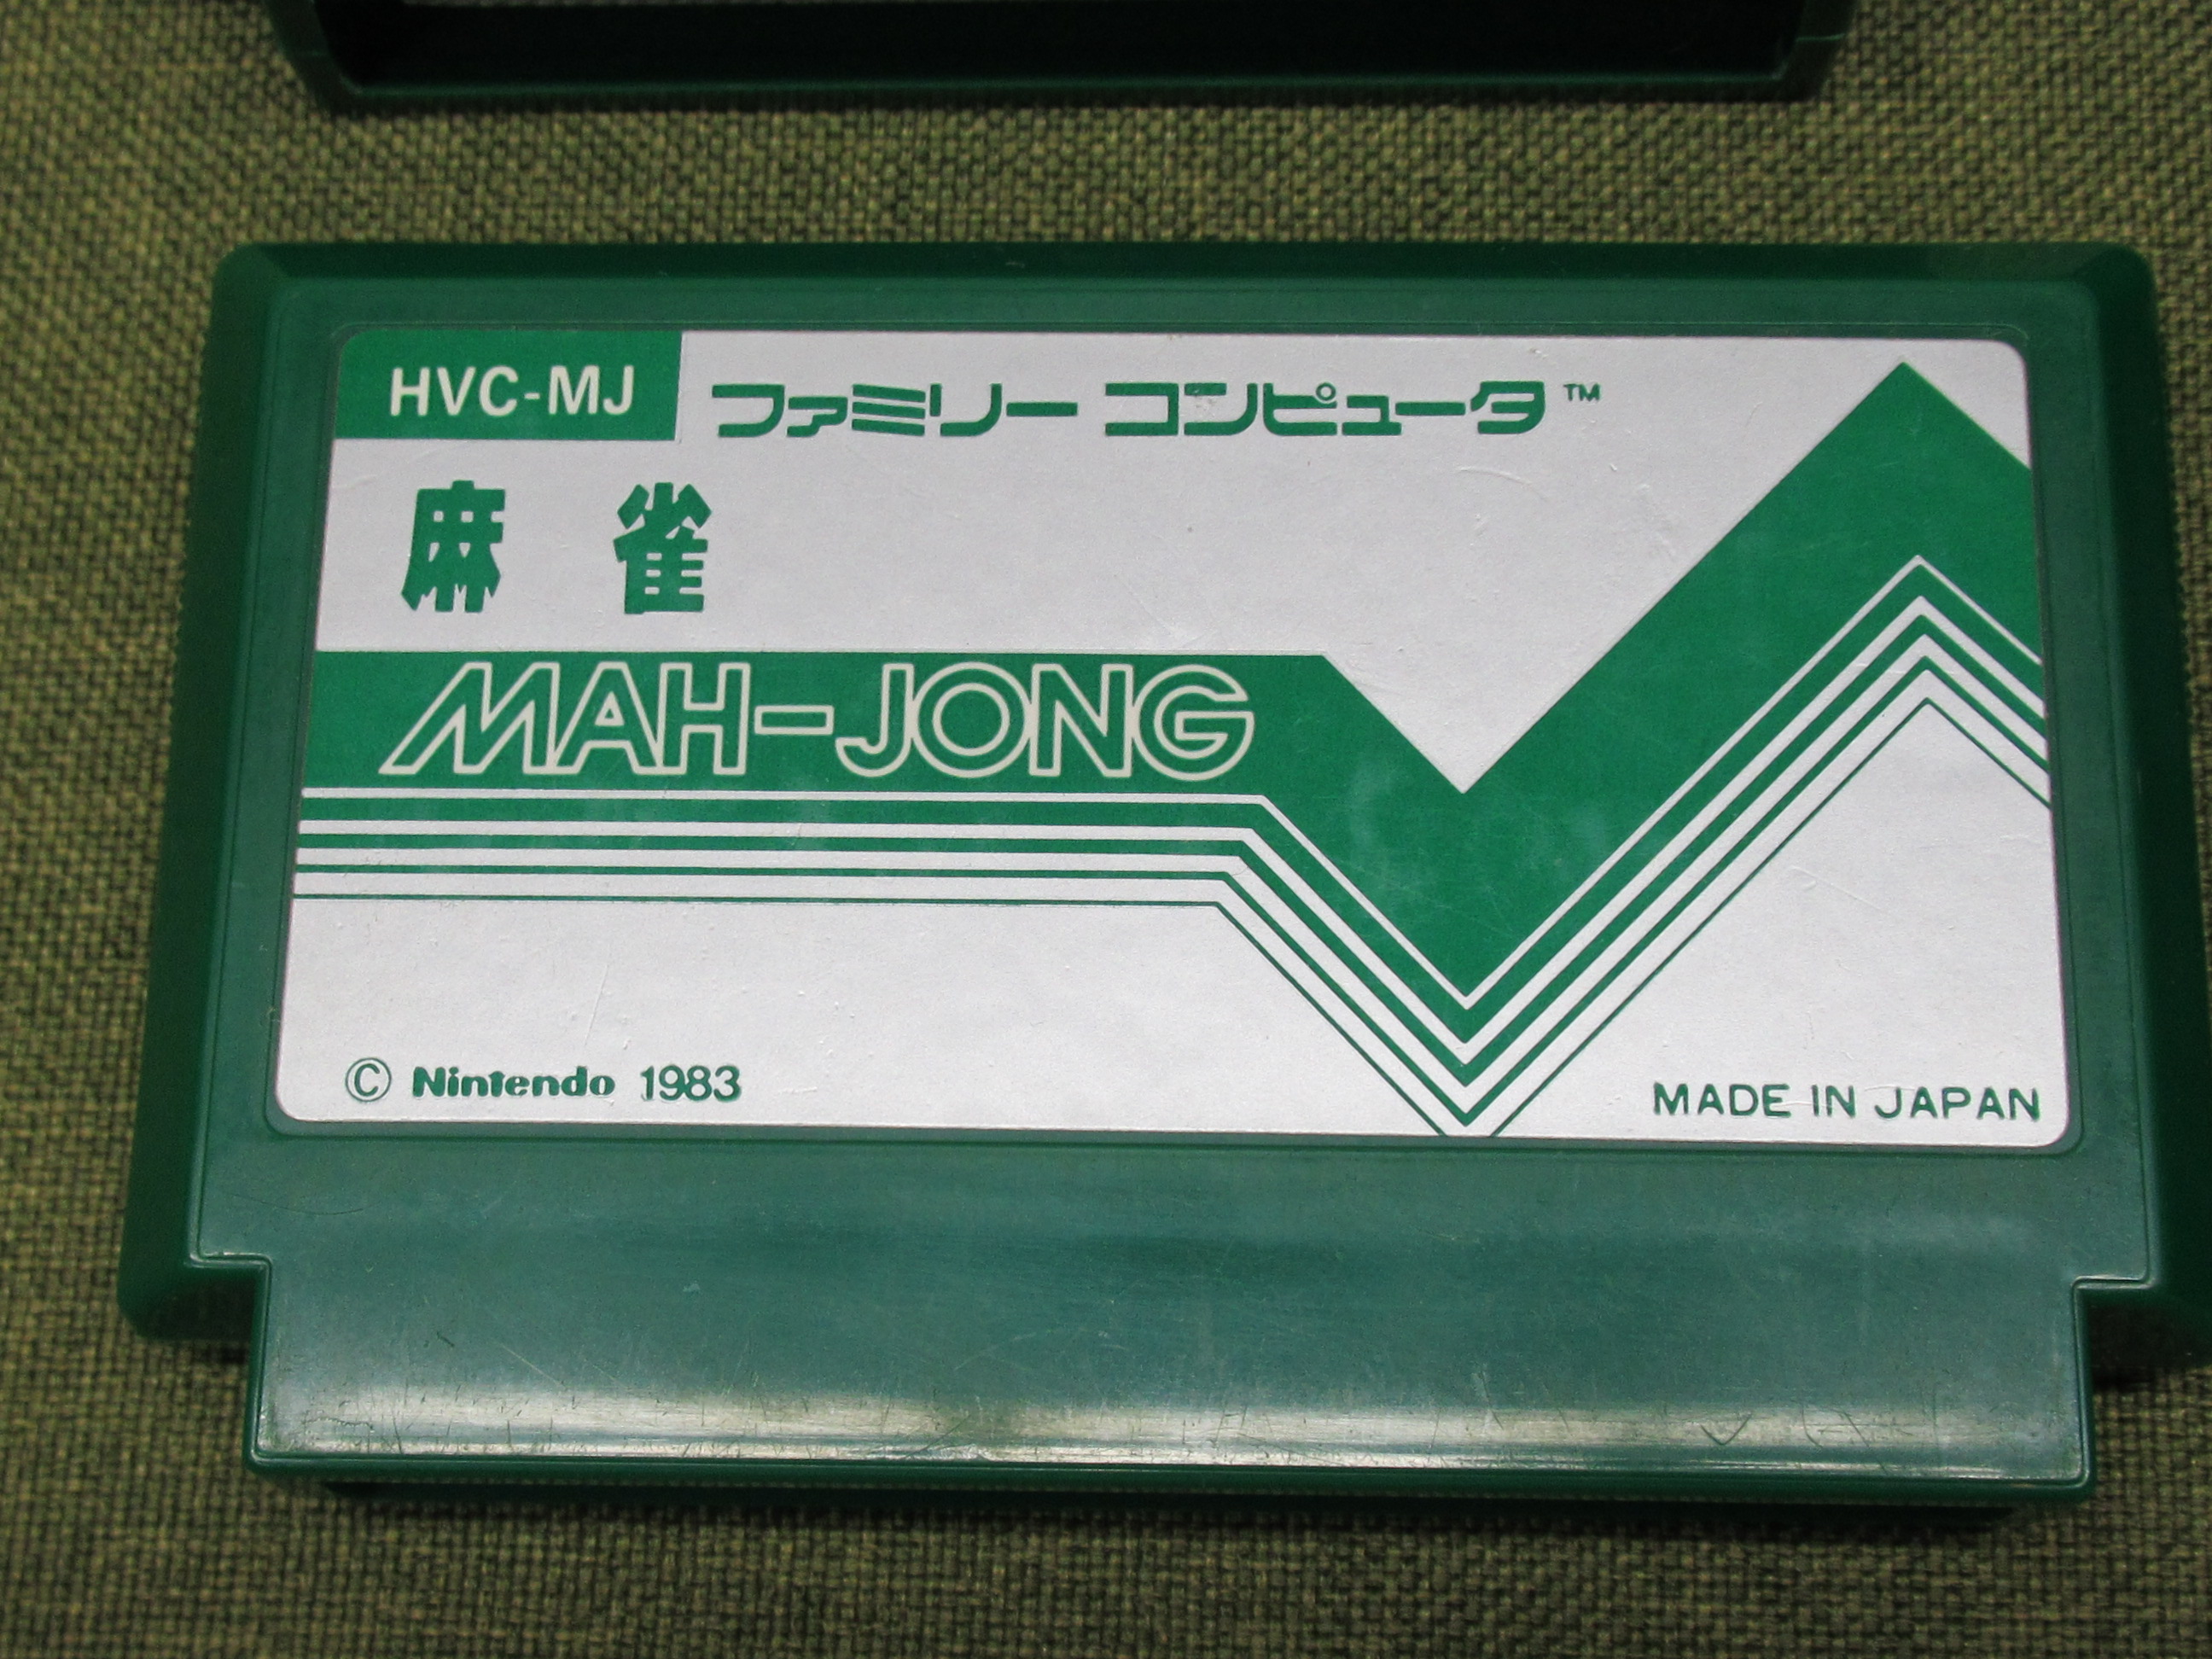 HVC-MJ
ファミリー コンピュータ™
麻雀
MAH-JONG
© Nintendo 1983
MADE IN JAPAN